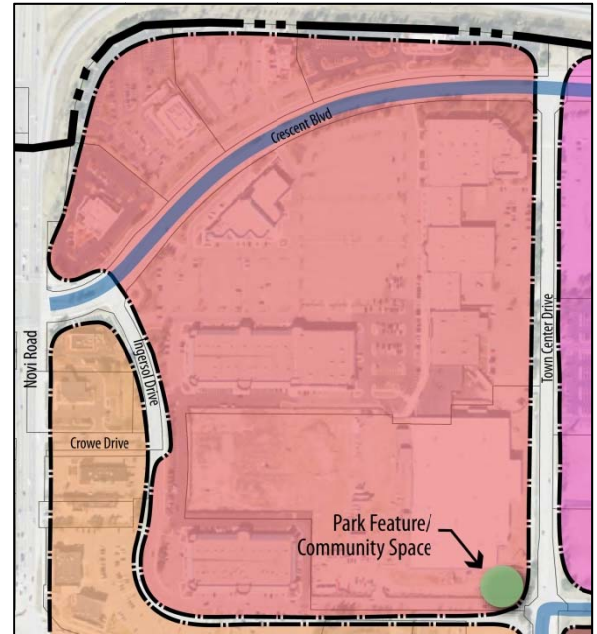 Crescent Blvd
Novi Road
Ingersol Drive
Town Center Drive
Crowe Drive
Park Feature/
Community Space